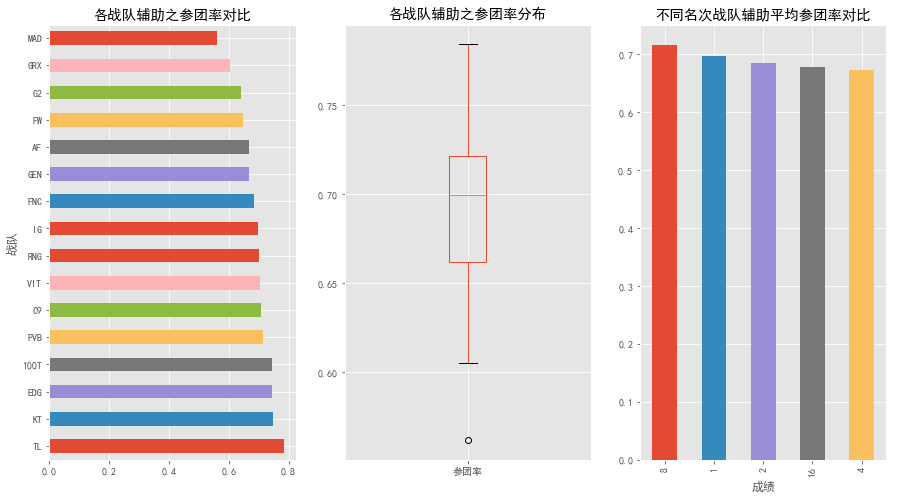 各战队辅助之参团率对比
战队
MAD
GRX
G2
FW
AF
GEN
FNC
IG
RNG
VIT
C9
PVB
100T
EDG
KT
TL
0.0 0.2 0.4 0.6 0.8
各战队辅助之参团率分布
0.75
0.70
0.65
0.60
参团率
不同名次战队辅助平均参团率对比
0.7
0.6
0.5
0.4
0.3
0.2
0.1
0.0
8 1 2 16 4
成绩